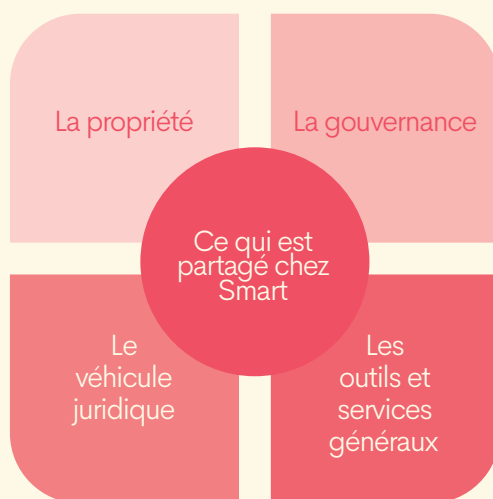 La propriété
La gouvernance
Ce qui est
partagé chez
Smart
Le
véhicule
juridique
Les
outils et
services
généraux